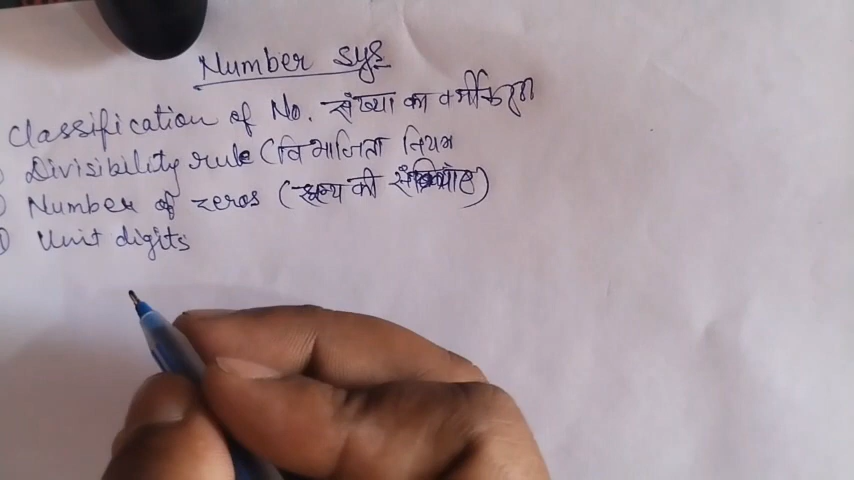 Number sys
Classification of No. संख्या का वर्गीकरण
Divisibility rule (विभाजिता नियम
Number of zeros (शून्य की
Unit digits